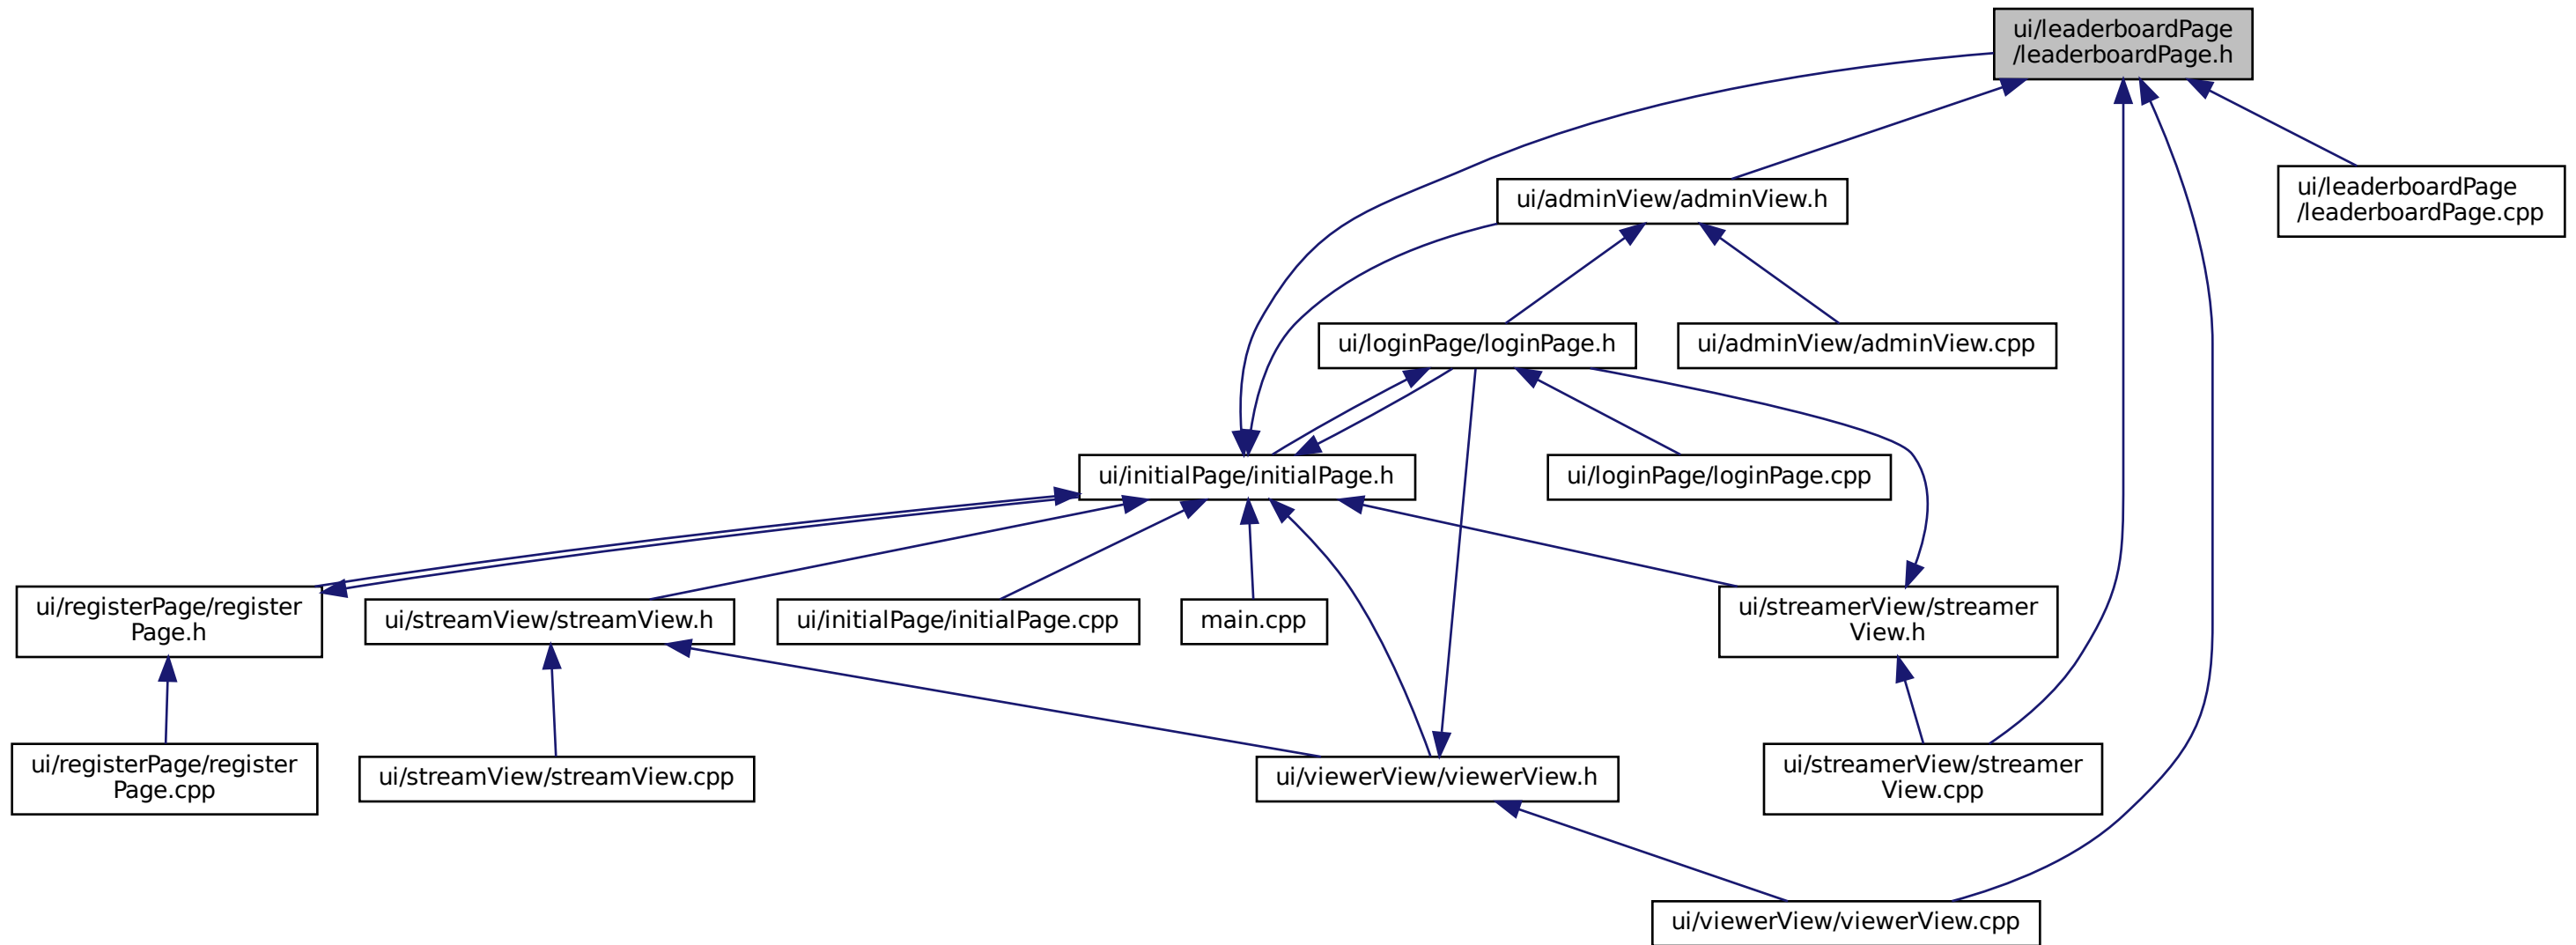 ui/leaderboardPage
/leaderboardPage.h
ui/leaderboardPage
/leaderboardPage.cpp
ui/adminView/adminView.h
ui/loginPage/loginPage.h
ui/adminView/adminView.cpp
ui/initialPage/initialPage.h
ui/loginPage/loginPage.cpp
ui/registerPage/register
Page.h
ui/streamView/streamView.h
ui/initialPage/initialPage.cpp
main.cpp
ui/streamerView/streamer
View.h
ui/registerPage/register
Page.cpp
ui/streamView/streamView.cpp
ui/viewerView/viewerView.h
ui/streamerView/streamer
View.cpp
ui/viewerView/viewerView.cpp